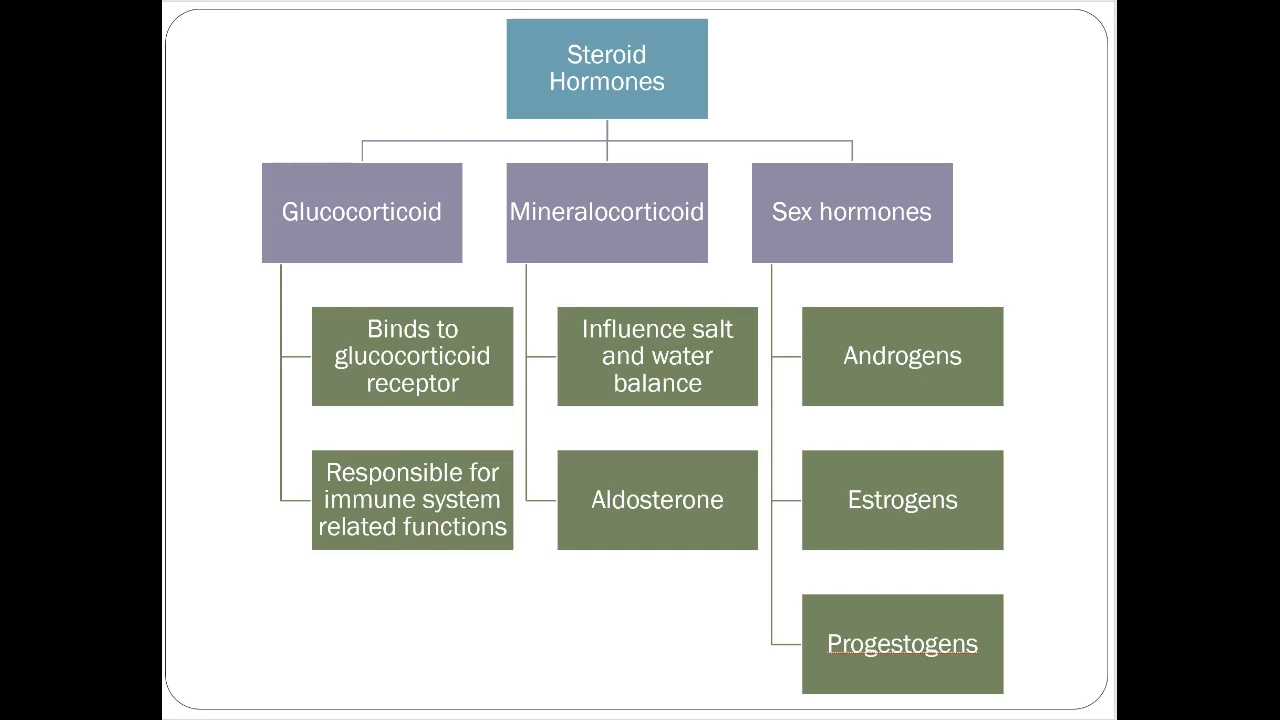 Steroid
Hormones
Glucocorticoid
Mineralocorticoid
Sex hormones
Binds to
glucocorticoid
receptor
Influence salt
and water
balance
Androgens
Responsible for
immune system
related functions
Aldosterone
Estrogens
Progestogens